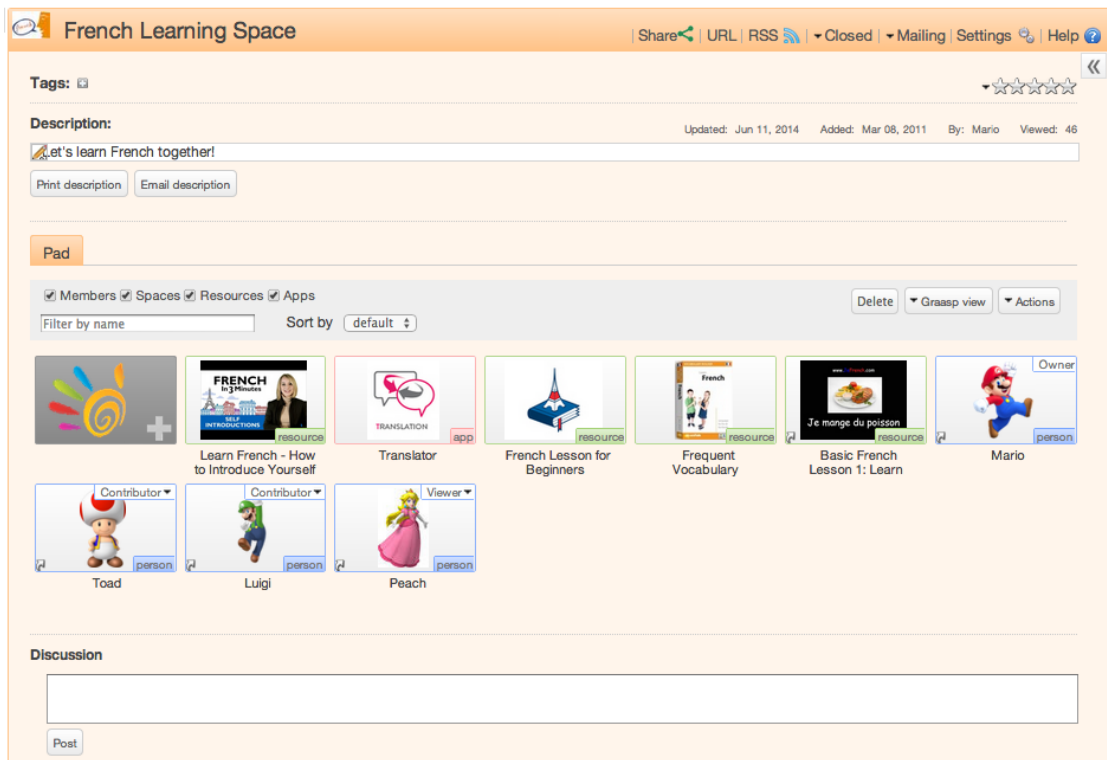 French Learning Space
Share | URL | RSS | Closed | Mailing | Settings | Help
Tags:
Description:
Updated: Jun 11, 2014 Added: Mar 08, 2011 By: Mario Viewed: 46
et's learn French together!
Print description Email description
Pad
Members Spaces Resources Apps
Delete Graasp view Actions
Filter by name Sort by default
FRENCH
In 3 Minutes
SELF
INTRODUCTIONS
resource
TRANSLATION
app
resource
French
resource
Je mange du poisson
resource
Owner
person
Learn French - How
to Introduce Yourself
Translator
French Lesson for
Beginners
Frequent
Vocabulary
Basic French
Lesson 1: Learn
Mario
Contributor
person
Contributor
person
Viewer
person
Toad
Luigi
Peach
Discussion
Post